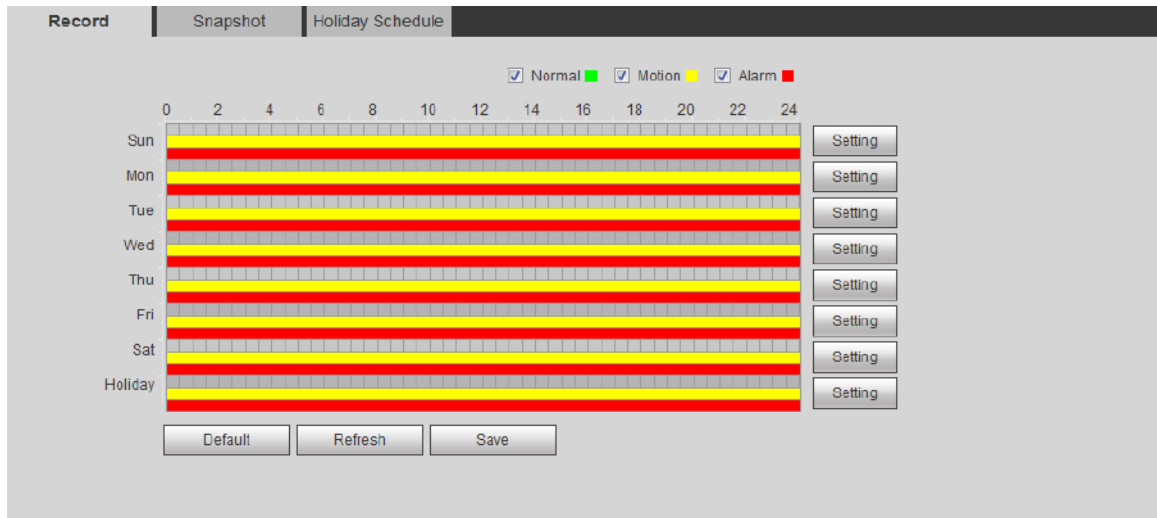 Record Snapshot Holiday Schedule
Normal Motion Alarm
0 2 4 6 8 10 12 14 16 18 20 22 24
Sun Setting
Mon Setting
Tue Setting
Wed Setting
Thu Setting
Fri Setting
Sat Setting
Holiday Setting
Default Refresh Save